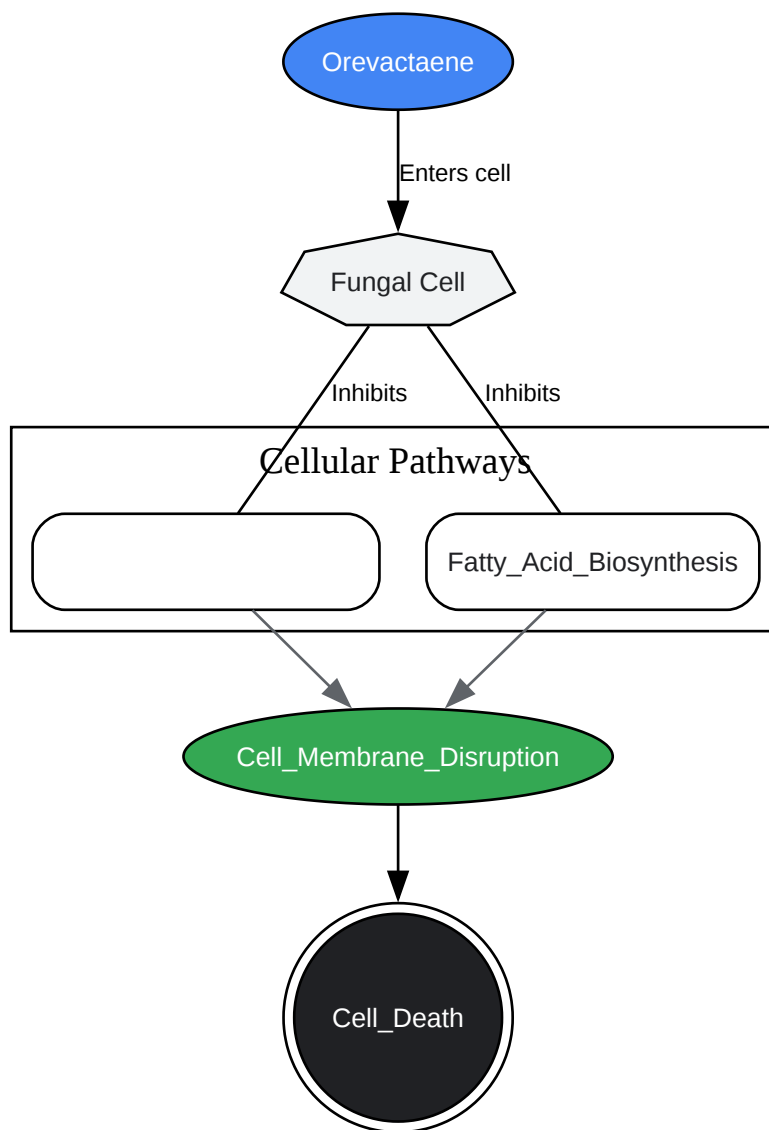 Orevactaene
Enters cell
Fungal Cell
Inhibits
Inhibits
Cellular Pathways
Fatty_Acid_Biosynthesis
Cell_Membrane_Disruption
Cell_Death